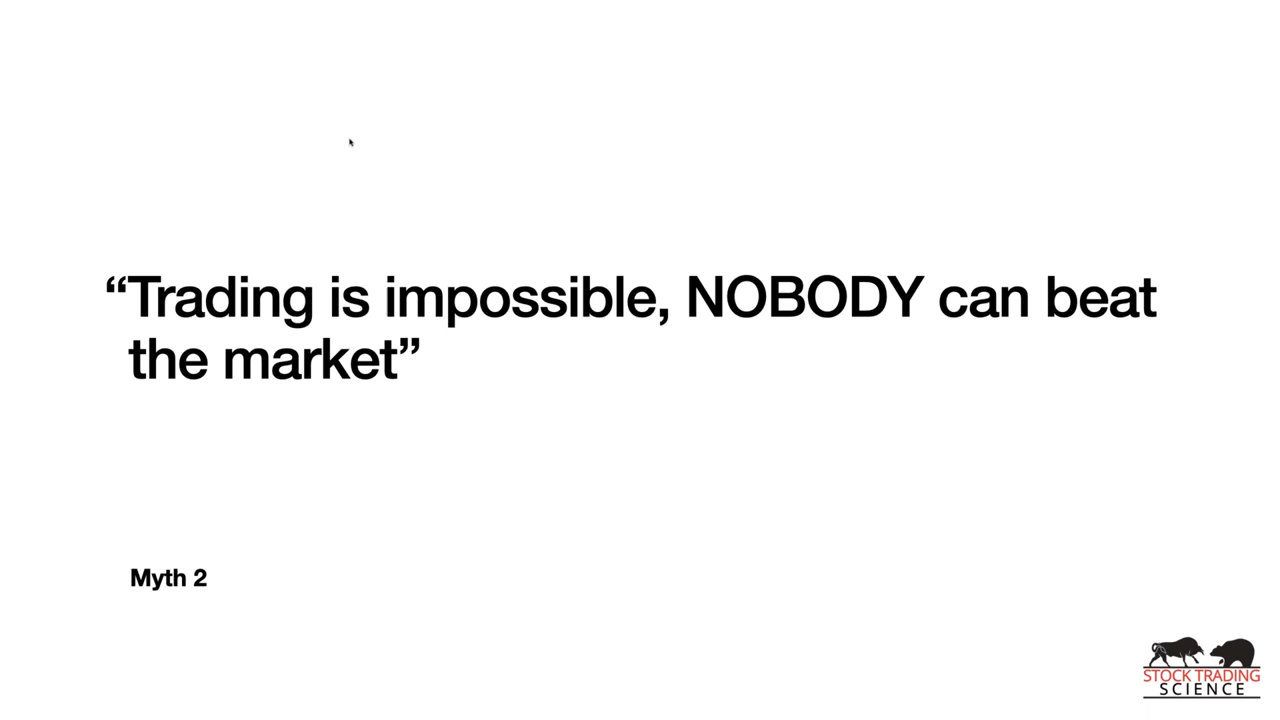 “Trading is impossible, NOBODY can beat
the market”
Myth 2
STOCK TRADING
SCIENCE